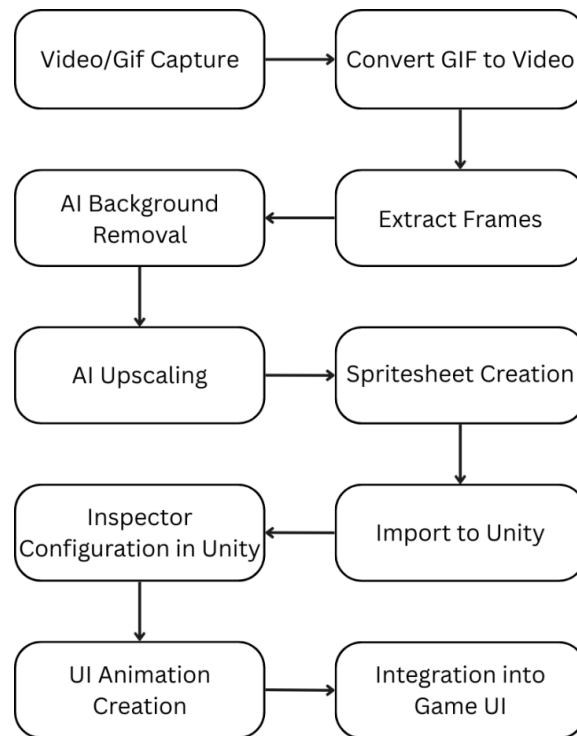 Video/Gif Capture
Convert GIF to Video
Extract Frames
AI Background
Removal
AI Upscaling
Spritesheet Creation
Import to Unity
Inspector
Configuration in Unity
UI Animation
Creation
Integration into
Game UI